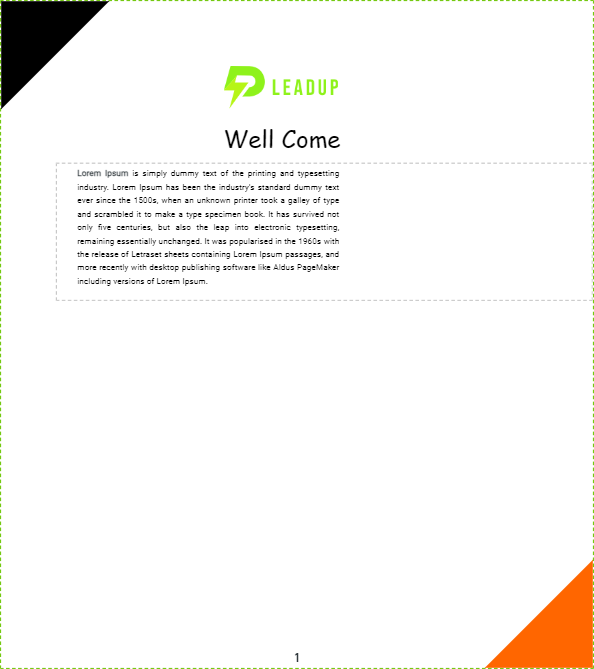 LEADUP
Well Come
Lorem Ipsum is simply dummy text of the printing and typesetting
industry. Lorem Ipsum has been the industry's standard dummy text
ever since the 1500s, when an unknown printer took a galley of type
and scrambled it to make a type specimen book. It has survived not
only five centuries, but also the leap into electronic typesetting,
remaining essentially unchanged. It was popularised in the 1960s with
the release of Letraset sheets containing Lorem Ipsum passages, and
more recently with desktop publishing software like Aldus PageMaker
including versions of Lorem Ipsum.
1